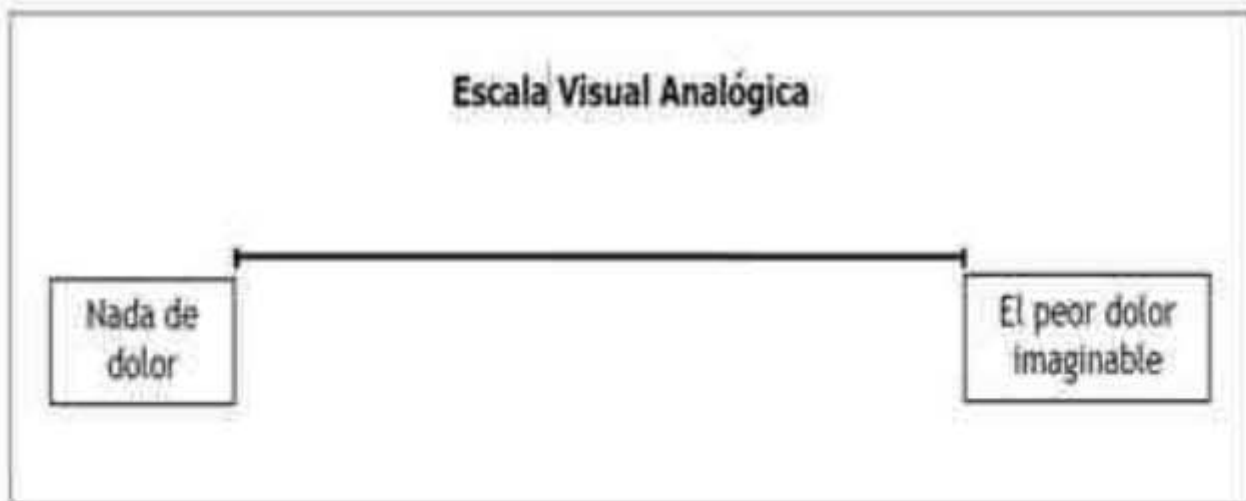 Escala Visual Analógica
Nada de
dolor
El peor dolor
imaginable